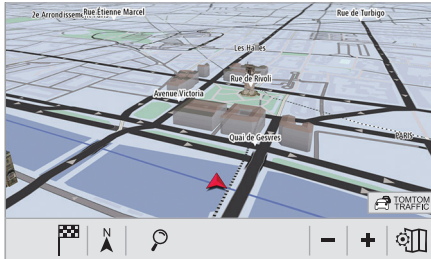 2e Arrondissement
Rue Étienne Marcel
Rue de Turbigo
Les Halles
Rue de Rivoli
Avenue Victoria
Quai de Gesvres
PARIS
TOMTOM
TRAFFIC
N